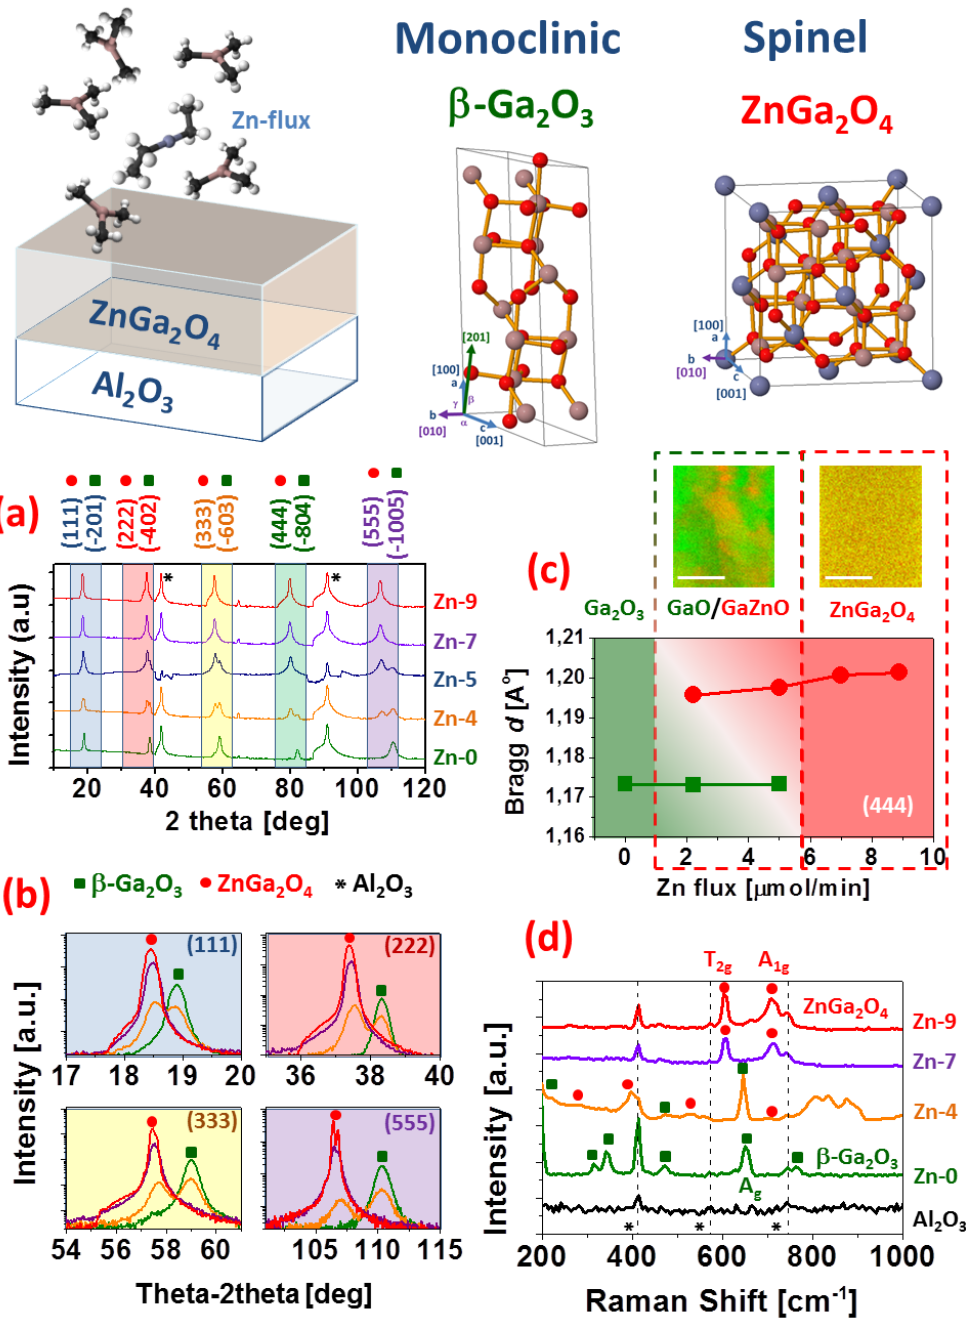 Monoclinic
Spinel
Zn-flux
β-Ga2O3
ZnGa2O4
ZnGa2O4
Al2O3
[201]
[100]
a
γ
β
b
α
c
[010]
[001]
[100]
a
b
c
[010]
[001]
(a)
(111)
(-201)
(222)
(-402)
(333)
(-603)
(444)
(-804)
(555)
(-1005)
*
*
Zn-9
Zn-7
Zn-5
Zn-4
Zn-0
Intensity (a.u)
20 40 60 80 100 120
2 theta [deg]
(c)
Ga2O3
GaO/GaZnO
ZnGa2O4
1,21
1,20
1,19
1,18
1,17
1,16
Bragg d [A°]
(444)
0 2 4 6 8 10
Zn flux [μmol/min]
(b)
β-Ga2O3
ZnGa2O4
* Al2O3
(111)
(222)
17 18 19 20
36 38 40
(333)
(555)
54 56 58 60
105 110 115
Intensity [a.u.]
Theta-2theta [deg]
(d)
T2g
A1g
ZnGa2O4
Zn-9
Zn-7
Zn-4
β-Ga2O3
Zn-0
Ag
Al2O3
* * *
200 400 600 800 1000
Intensity [a.u.]
Raman Shift [cm-1]